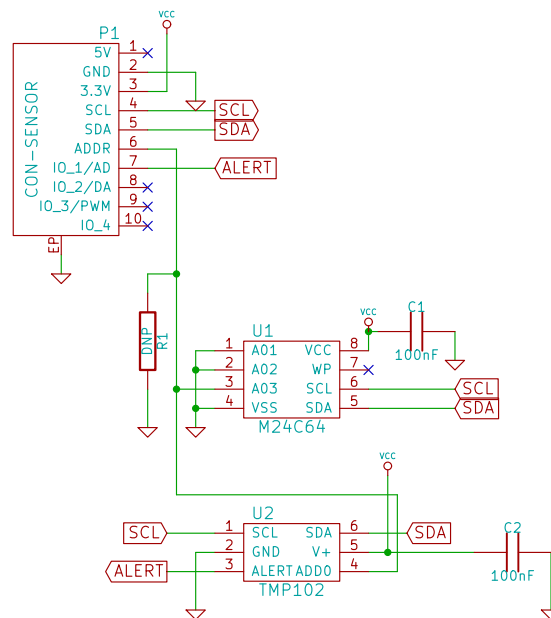 VCC
P1
CON-SENSOR
5V 1
GND 2
3.3V 3
SCL 4
SDA 5
ADDR 6
IO_1/AD 7
IO_2/DA 8
IO_3/PWM 9
IO_4 10
EP
SCL
SDA
ALERT
DNP
R1
U1
1 A01 VCC 8
2 A02 WP 7
3 A03 SCL 6
4 VSS SDA 5
M24C64
VCC
C1
100nF
SCL
SDA
VCC
U2
SCL 1 SCL SDA 6 SDA
2 GND V+ 5
ALERT 3 ALERT ADD0 4
TMP102
C2
100nF